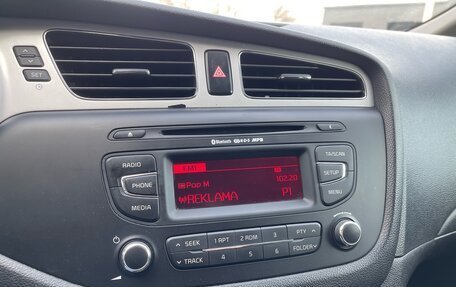 SET
Bluetooth RDS MP3
RADIO
PHONE
MEDIA
FM1
Pop M
102.20
REKLAMA
P1
TA/SCAN
SETUP
MENU
SEEK
TRACK
1 RPT
2 RDM
3
PTY
4
5
6
FOLDER